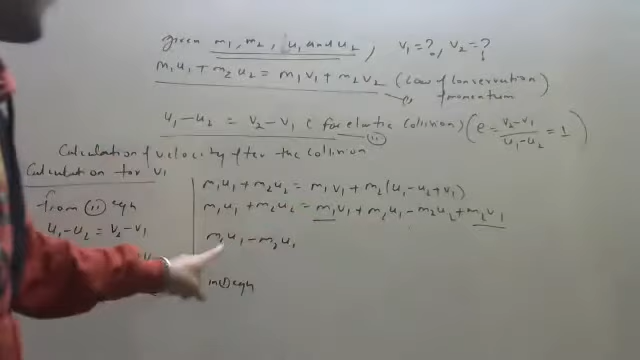 given m1, m2, u1 and u2, v1 = ?, v2 = ?
m1u1 + m2u2 = m1v1 + m2v2 (Law of conservation) momentum
u1 - u2 = v2 - v1 (for elastic collision) (e = v2-v1/u1-u2 = 1)
(ii)
Calculation of velocity after the collision
Calculation for v1
from (ii) eqn
u1 - u2 = v2 - v1
m1u1 + m2u2 = m1v1 + m2(u1 - u2 + v1)
m1u1 + m2u2 = m1v1 + m2u1 - m2u2 + m2v1
m1u1 - m2u1
in (i) eqn